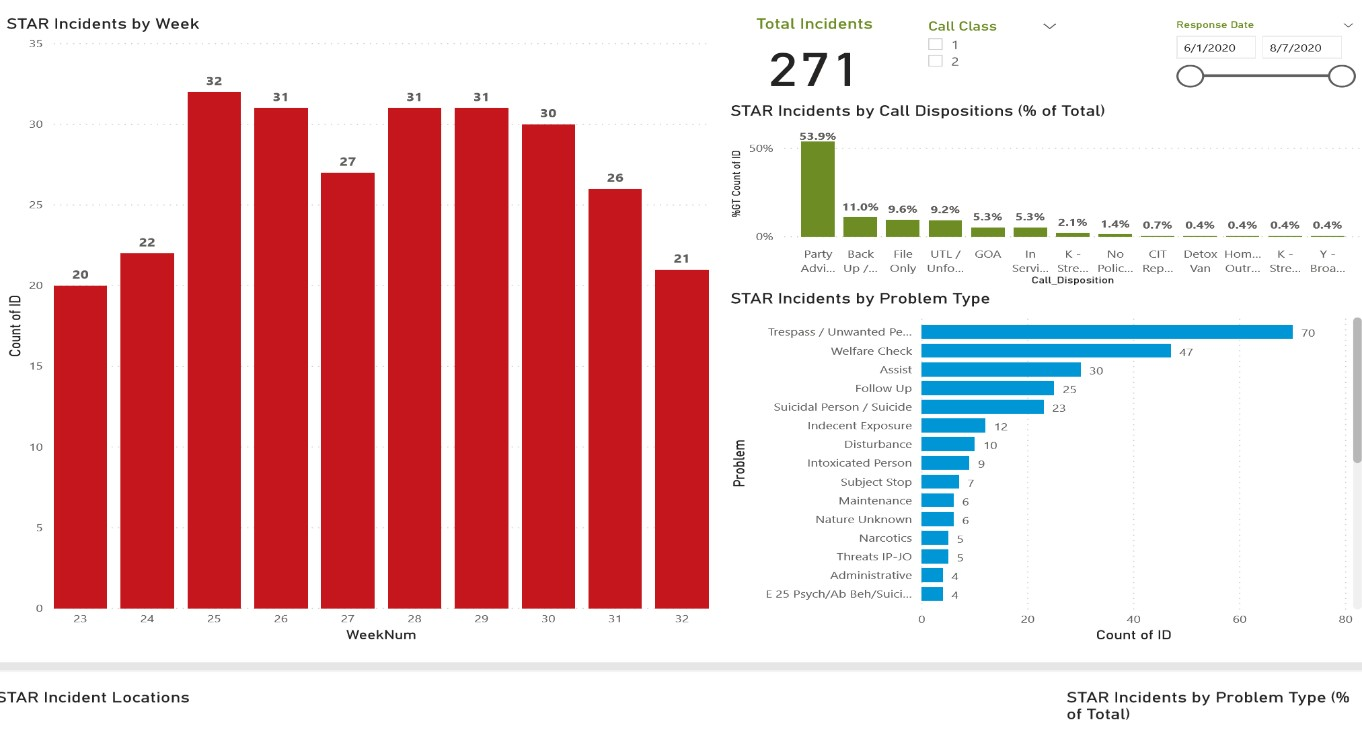 STAR Incidents by Week
35
30
25
20
15
10
5
0
Count of ID
20
22
32
31
27
31
31
30
26
21
23 24 25 26 27 28 29 30 31 32
WeekNum
Total Incidents
271
Call Class
1
2
Response Date
6/1/2020 8/7/2020
STAR Incidents by Call Dispositions (% of Total)
%GT Count of ID
50%
0%
53.9% 11.0% 9.6% 9.2% 5.3% 5.3% 2.1% 1.4% 0.7% 0.4% 0.4% 0.4% 0.4%
Party Back File UTL / GOA In K - No CIT Detox Hom... K - Y -
Advi... Up /... Only Unfo... Servi... Stre... Polic... Rep... Van Outr... Stre... Broa...
Call_Disposition
STAR Incidents by Problem Type
Problem
Trespass / Unwanted Pe... 70
Welfare Check 47
Assist 30
Follow Up 25
Suicidal Person / Suicide 23
Indecent Exposure 12
Disturbance 10
Intoxicated Person 9
Subject Stop 7
Maintenance 6
Nature Unknown 6
Narcotics 5
Threats IP-JO 5
Administrative 4
E 25 Psych/Ab Beh/Suici... 4
0 20 40 60 80
Count of ID
STAR Incident Locations
STAR Incidents by Problem Type (%
of Total)